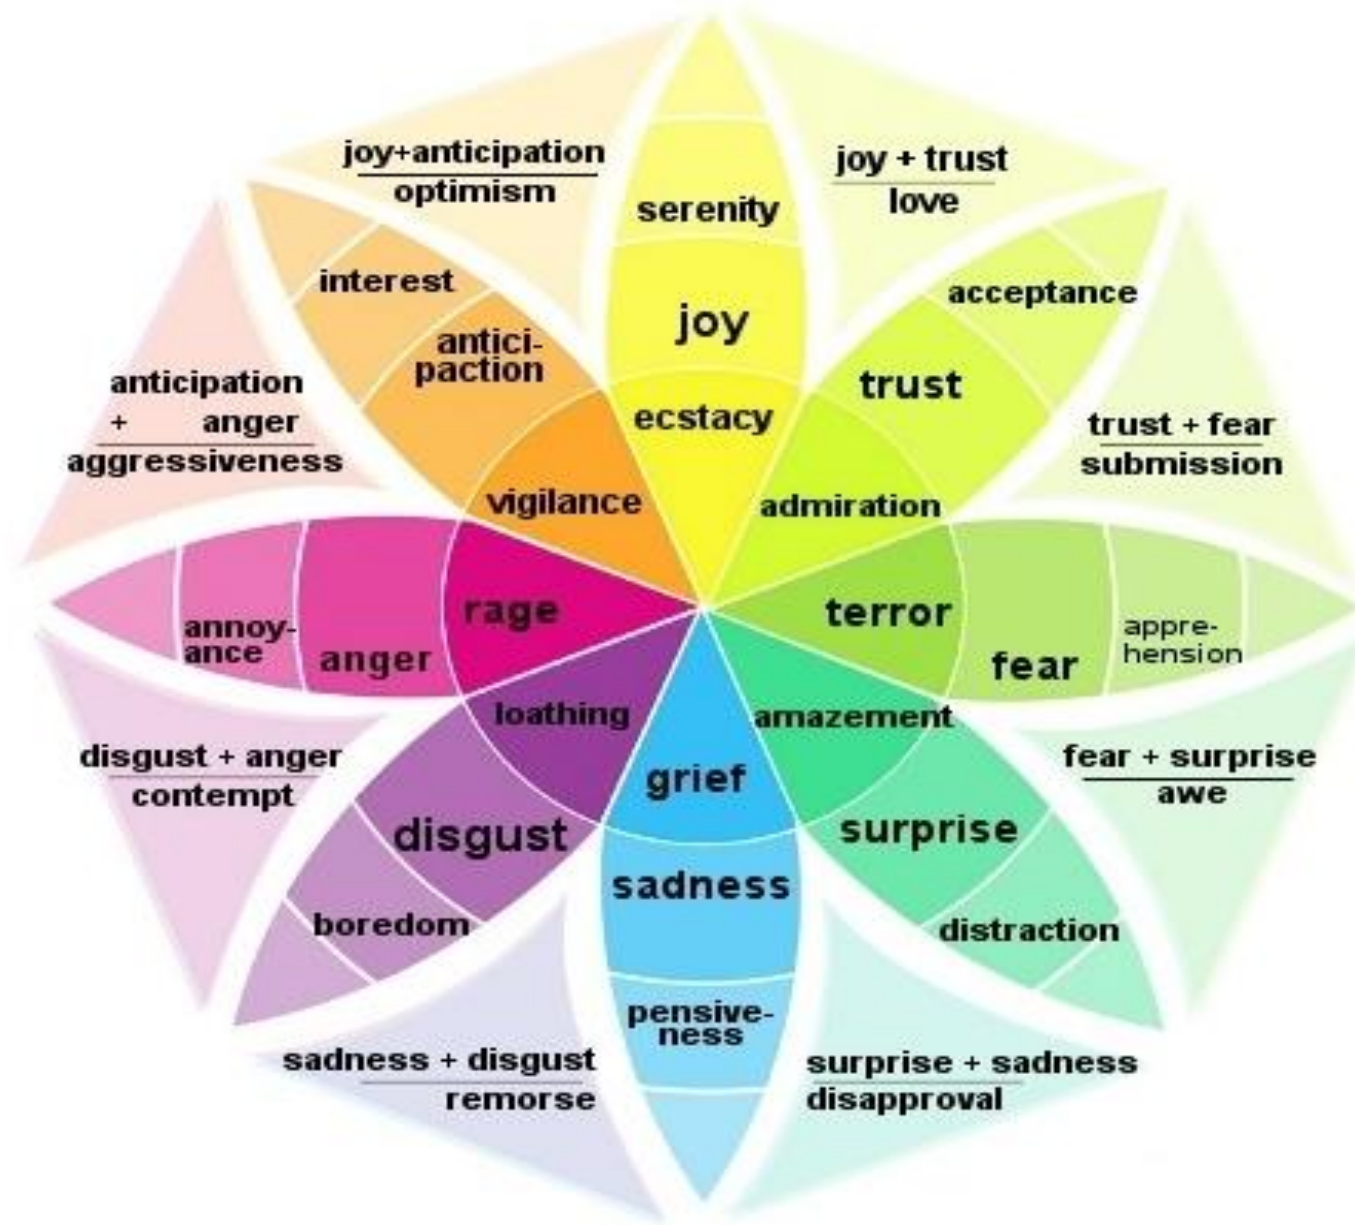 joy+anticipation
optimism
joy + trust
love
serenity
interest
acceptance
joy
antici-
paction
trust
anticipation
+ anger
aggressiveness
ecstacy
trust + fear
submission
vigilance
admiration
rage
terror
annoy-
ance
anger
appre-
hension
fear
loathing
amazement
disgust + anger
contempt
grief
fear + surprise
awe
disgust
surprise
sadness
boredom
distraction
pensive-
ness
sadness + disgust
remorse
surprise + sadness
disapproval